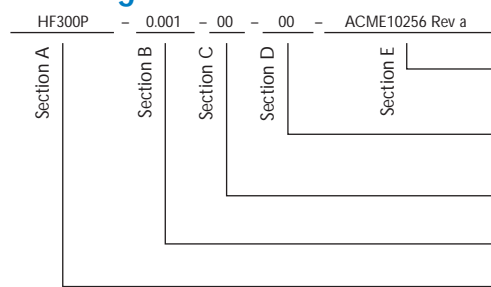 HF300P – 0.001 – 00 – 00 – ACME10256 Rev a
Section A
Section B
Section C
Section D
Section E